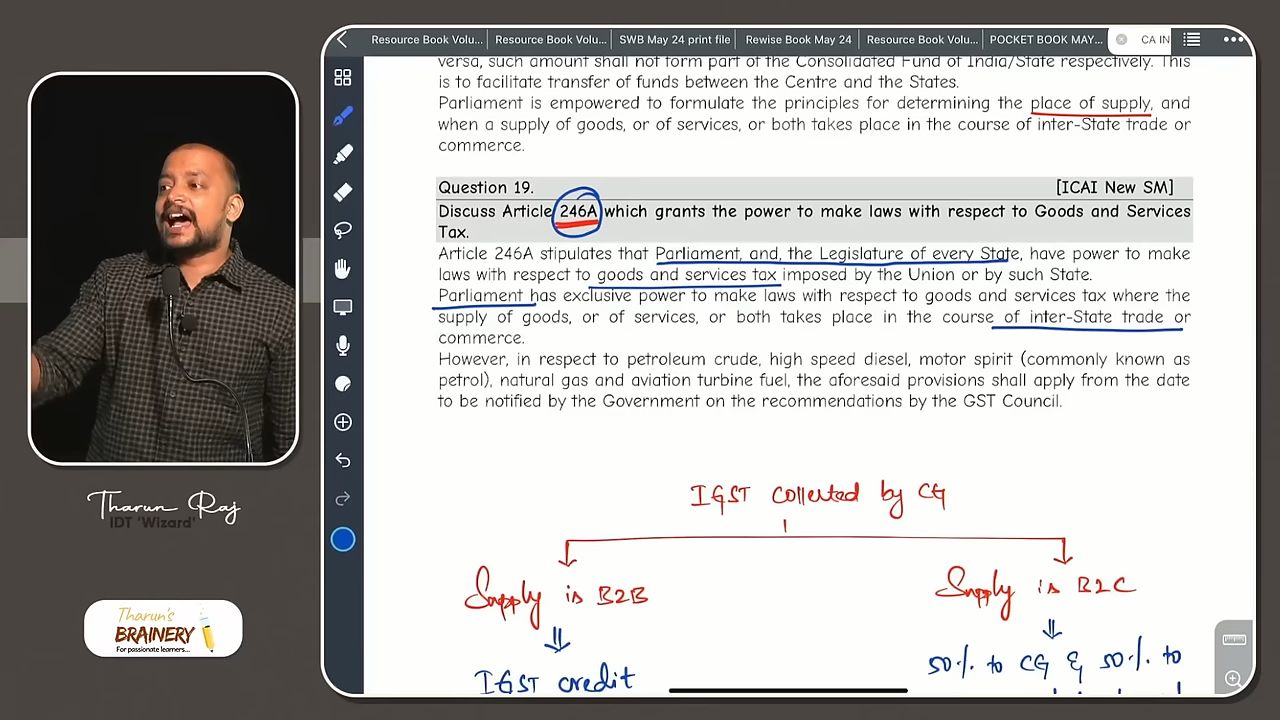 Resource Book Volu...
Resource Book Volu...
SWB May 24 print file
Rewise Book May 24
Resource Book Volu...
POCKET BOOK MAY...
CA IN
versa, such amount shall not form part of the Consolidated Fund of India/State respectively. This
is to facilitate transfer of funds between the Centre and the States.
Parliament is empowered to formulate the principles for determining the place of supply, and
when a supply of goods, or of services, or both takes place in the course of inter-State trade or
commerce.
Question 19. [ICAI New SM]
Discuss Article 246A which grants the power to make laws with respect to Goods and Services
Tax.
Article 246A stipulates that Parliament, and, the Legislature of every State, have power to make
laws with respect to goods and services tax imposed by the Union or by such State.
Parliament has exclusive power to make laws with respect to goods and services tax where the
supply of goods, or of services, or both takes place in the course of inter-State trade or
commerce.
However, in respect to petroleum crude, high speed diesel, motor spirit (commonly known as
petrol), natural gas and aviation turbine fuel, the aforesaid provisions shall apply from the date
to be notified by the Government on the recommendations by the GST Council.
IGST collected by CG
Supply is B2B
Supply is B2C
IGST credit
50% to CG & 50% to
Tharun Raj
IDT 'Wizard'
Tharun's
BRAINERY
For passionate learners...